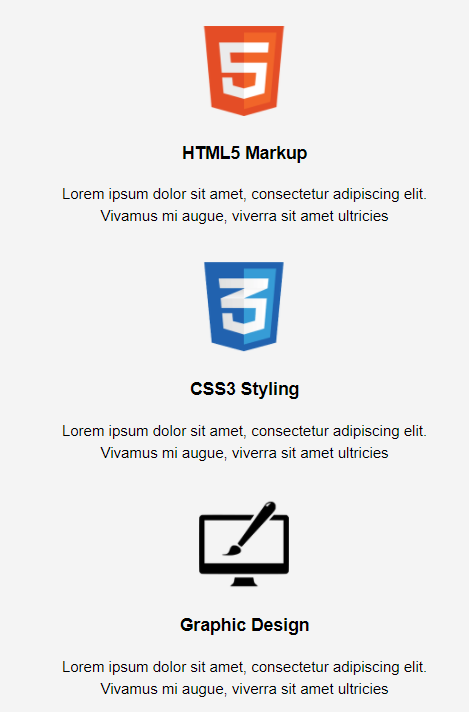 5
HTML5 Markup
Lorem ipsum dolor sit amet, consectetur adipiscing elit.
Vivamus mi augue, viverra sit amet ultricies
3
CSS3 Styling
Lorem ipsum dolor sit amet, consectetur adipiscing elit.
Vivamus mi augue, viverra sit amet ultricies
Graphic Design
Lorem ipsum dolor sit amet, consectetur adipiscing elit.
Vivamus mi augue, viverra sit amet ultricies